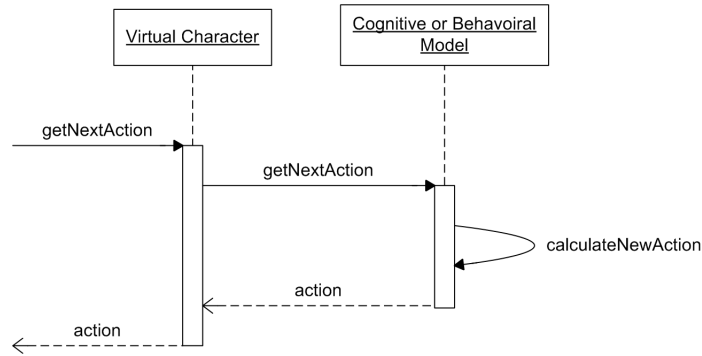 Virtual Character
Cognitive or Behavoiral
Model
getNextAction
getNextAction
calculateNewAction
action
action